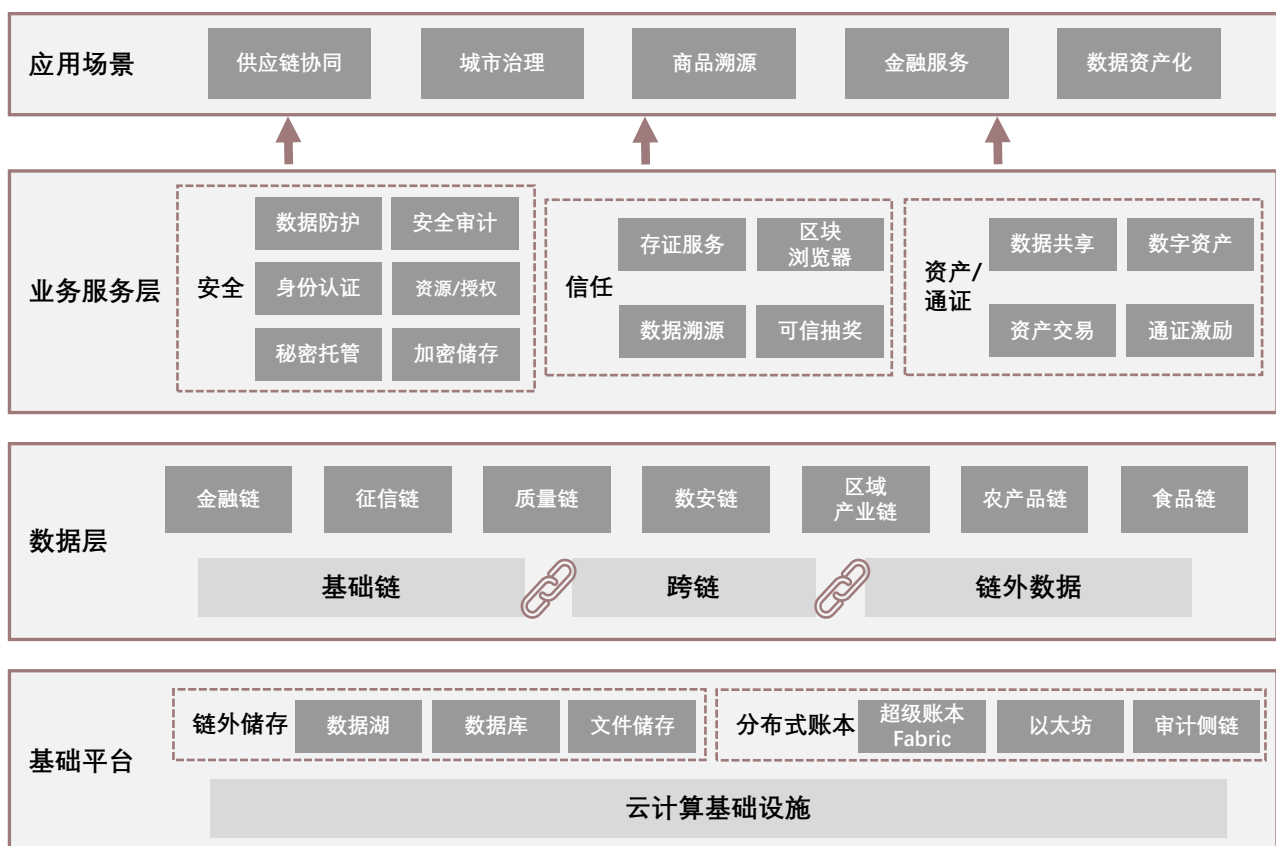 应用场景
供应链协同
城市治理
商品溯源
金融服务
数据资产化
业务服务层
安全
数据防护
安全审计
身份认证
资源/授权
秘密托管
加密储存
信任
存证服务
区块
浏览器
数据溯源
可信抽奖
资产/
通证
数据共享
数字资产
资产交易
通证激励
数据层
金融链
征信链
质量链
数安链
区域
产业链
农产品链
食品链
基础链
跨链
链外数据
基础平台
链外储存
数据湖
数据库
文件储存
分布式账本
超级账本
Fabric
以太坊
审计侧链
云计算基础设施